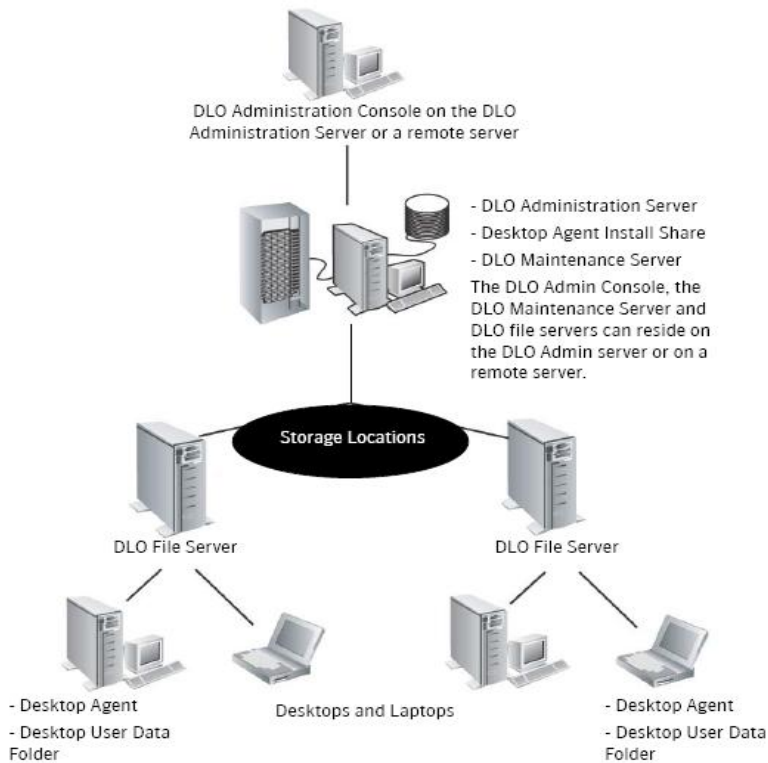 DLO Administration Console on the DLO
Administration Server or a remote server
- DLO Administration Server
- Desktop Agent Install Share
- DLO Maintenance Server
The DLO Admin Console, the
DLO Maintenance Server and
DLO file servers can reside on
the DLO Admin server or on a
remote server.
Storage Locations
DLO File Server
DLO File Server
- Desktop Agent
- Desktop User Data
Folder
Desktops and Laptops
- Desktop Agent
- Desktop User Data
Folder